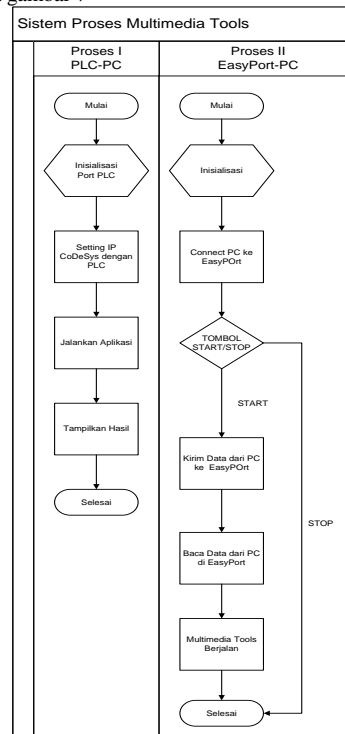 gambar 7
Sistem Proses Multimedia Tools
Proses I
PLC-PC
Mulai
Inisialisasi
Port PLC
Setting IP
CoDeSys dengan
PLC
Jalankan Aplikasi
Tampilkan Hasil
Selesai
Proses II
EasyPort-PC
Mulai
Inisialisasi
Connect PC ke
EasyPOrt
TOMBOL
START/STOP
START
STOP
Kirim Data dari PC
ke EasyPOrt
Baca Data dari PC
di EasyPort
Multimedia Tools
Berjalan
Selesai